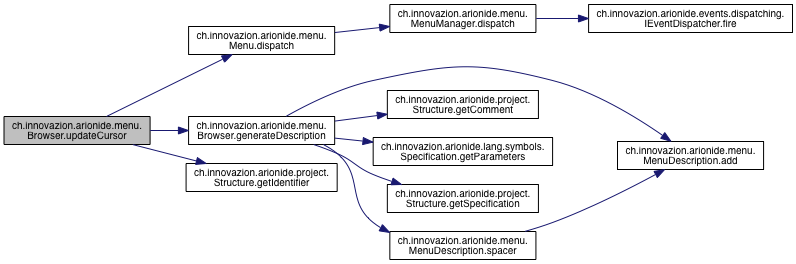 ch.innovazion.arionide.menu.
Menu.dispatch
ch.innovazion.arionide.menu.
MenuManager.dispatch
ch.innovazion.arionide.events.dispatching.
IEventDispatcher.fire
ch.innovazion.arionide.menu.
Browser.updateCursor
ch.innovazion.arionide.menu.
Browser.generateDescription
ch.innovazion.arionide.project.
Structure.getIdentifier
ch.innovazion.arionide.project.
Structure.getComment
ch.innovazion.arionide.lang.symbols.
Specification.getParameters
ch.innovazion.arionide.project.
Structure.getSpecification
ch.innovazion.arionide.menu.
MenuDescription.spacer
ch.innovazion.arionide.menu.
MenuDescription.add